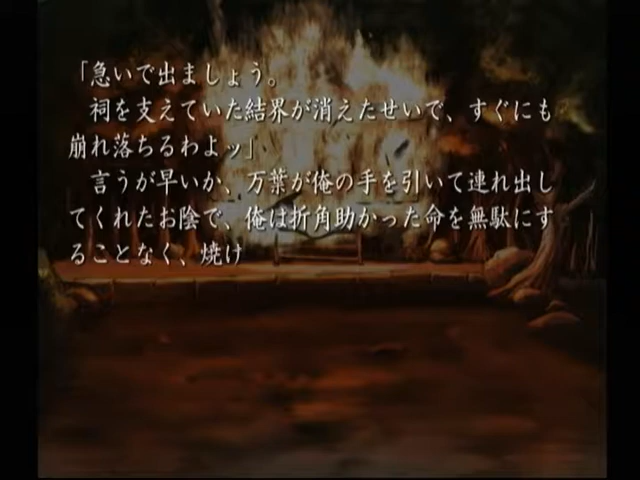 「急いで出ましょう。
祠を支えていた結界が消えたせいで、すぐにも
崩れ落ちるわよッ」
言うが早いか、万葉が俺の手を引いて連れ出し
てくれたお陰で、俺は折角助かった命を無駄にす
ることなく、焼け